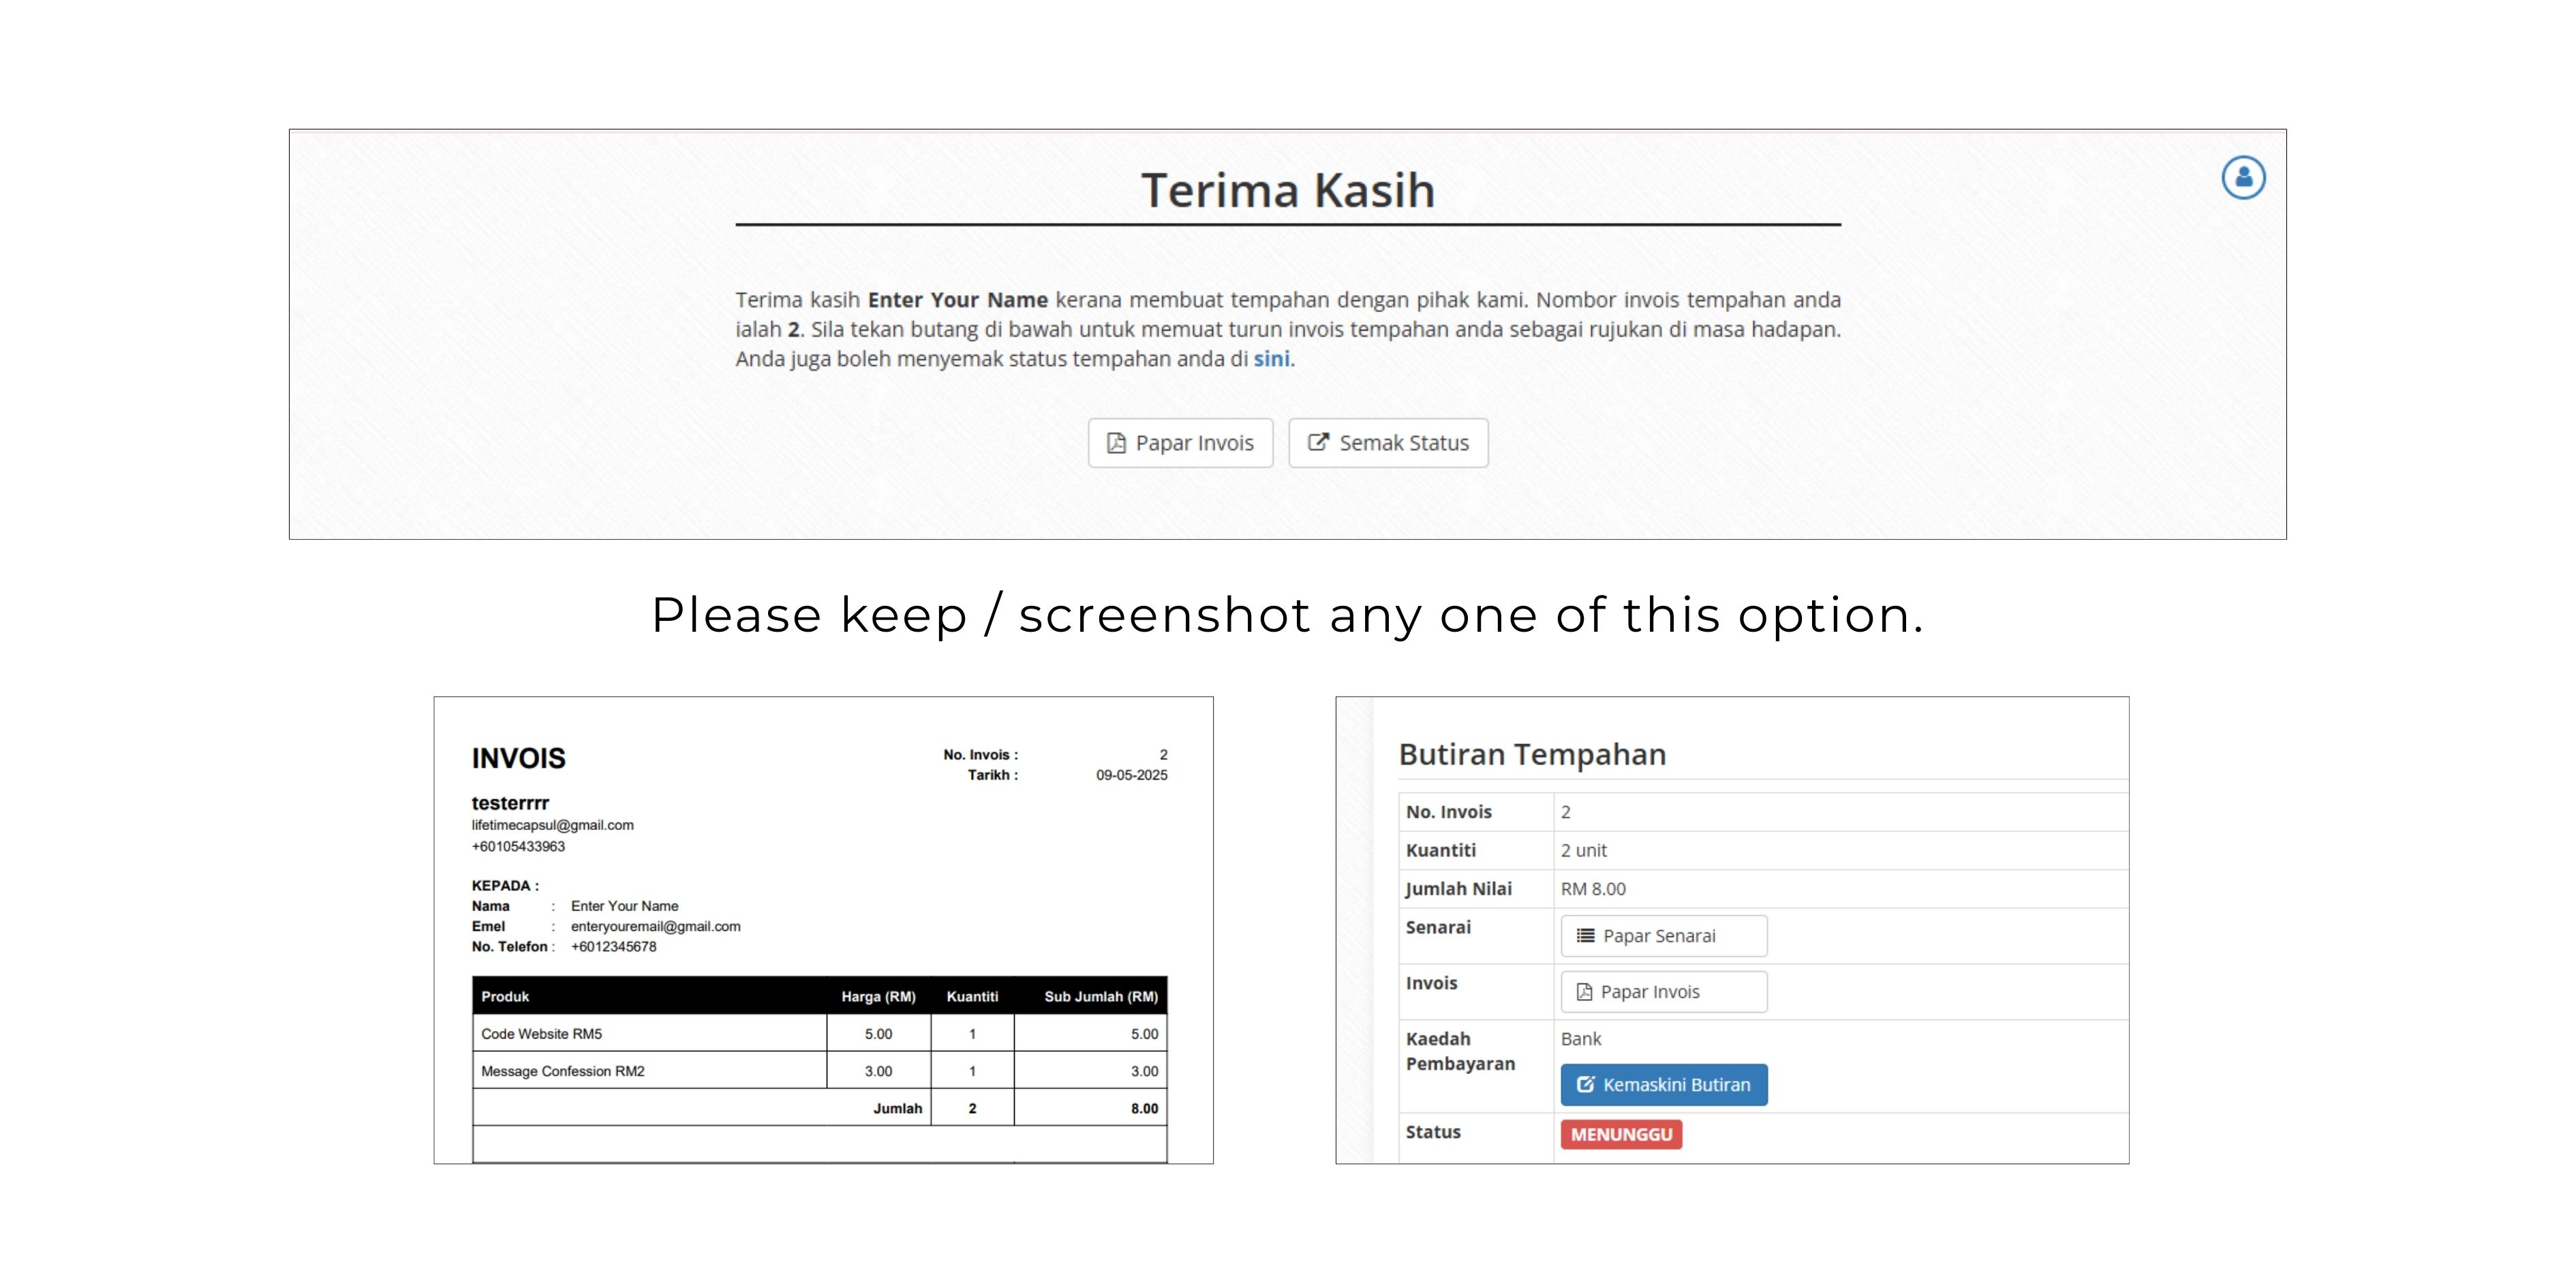 Terima Kasih
Terima kasih Enter Your Name kerana membuat tempahan dengan pihak kami. Nombor invois tempahan anda
ialah 2. Sila tekan butang di bawah untuk memuat turun invois tempahan anda sebagai rujukan di masa hadapan.
Anda juga boleh menyemak status tempahan anda di sini.
Papar Invois Semak Status
Please keep / screenshot any one of this option.
INVOIS
No. Invois : 2
Tarikh : 09-05-2025
testerrrr
lifetimecapsul@gmail.com
+60105433963
KEPADA :
Nama : Enter Your Name
Emel : enteryouremail@gmail.com
No. Telefon : +6012345678
Produk Harga (RM) Kuantiti Sub Jumlah (RM)
Code Website RM5 5.00 1 5.00
Message Confession RM2 3.00 1 3.00
Jumlah 2 8.00
Butiran Tempahan
No. Invois 2
Kuantiti 2 unit
Jumlah Nilai RM 8.00
Senarai Papar Senarai
Invois Papar Invois
Kaedah Bank
Pembayaran
Kemaskini Butiran
Status MENUNGGU